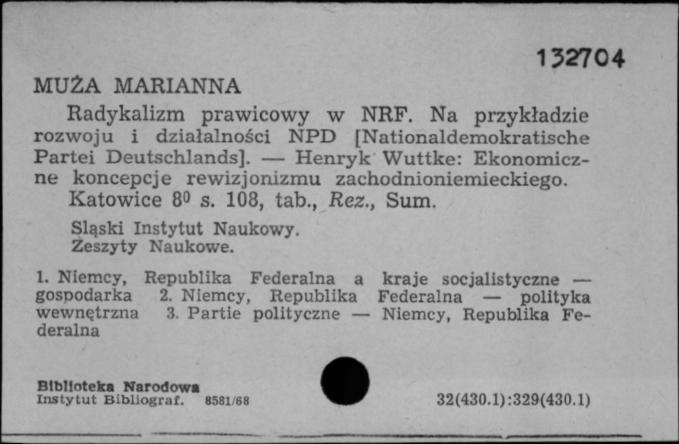 132704
MUŻA MARIANNA
Radykalizm prawicowy w NRF. Na przykładzie
rozwoju i działalności NPD [Nationaldemokratische
Partei Deutschlands]. — Henryk Wuttke: Ekonomicz-
ne koncepcje rewizjonizmu zachodnioniemieckiego.
Katowice 8⁰ s. 108, tab., Rez., Sum.
Śląski Instytut Naukowy.
Zeszyty Naukowe.
1. Niemcy, Republika Federalna a kraje socjalistyczne —
gospodarka 2. Niemcy, Republika Federalna — polityka
wewnętrzna 3. Partie polityczne — Niemcy, Republika Fe-
deralna
Biblioteka Narodowa
Instytut Bibliograf. 8581/68
32(430.1):329(430.1)